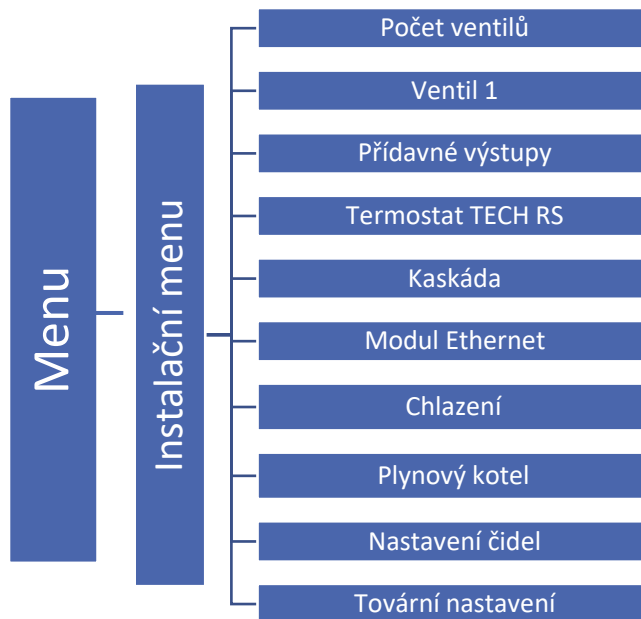 Menu
Instalační menu
Počet ventilů
Ventil 1
Přídavné výstupy
Termostat TECH RS
Kaskáda
Modul Ethernet
Chlazení
Plynový kotel
Nastavení čidel
Tovární nastavení